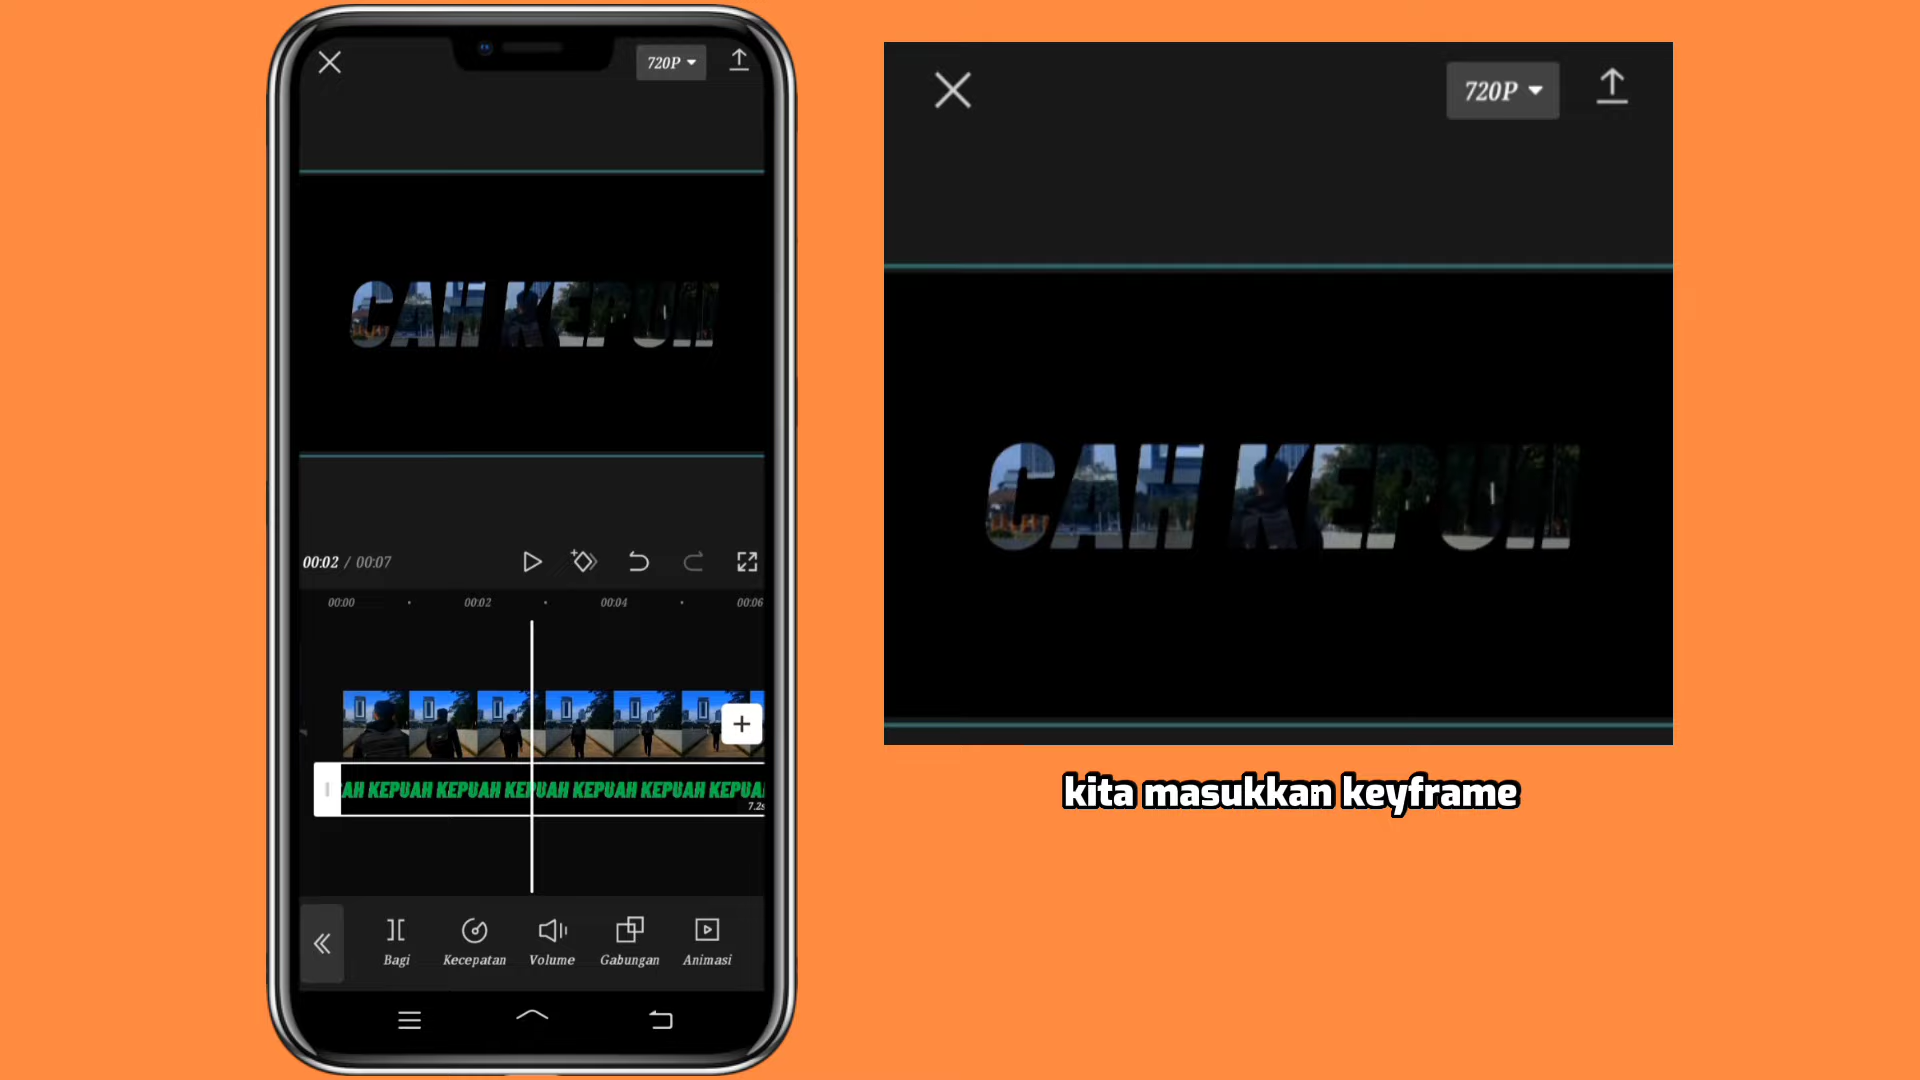 720P
CAH KEPUH
00:02 / 00:07
00:00 00:02 00:04 00:06
AH KEPUAH KEPUAH KEPUAH KEPUAH KEPUAH KEPUA
7.2s
Bagi Kecepatan Volume Gabungan Animasi
720P
CAH KEPUH
kita masukkan keyframe